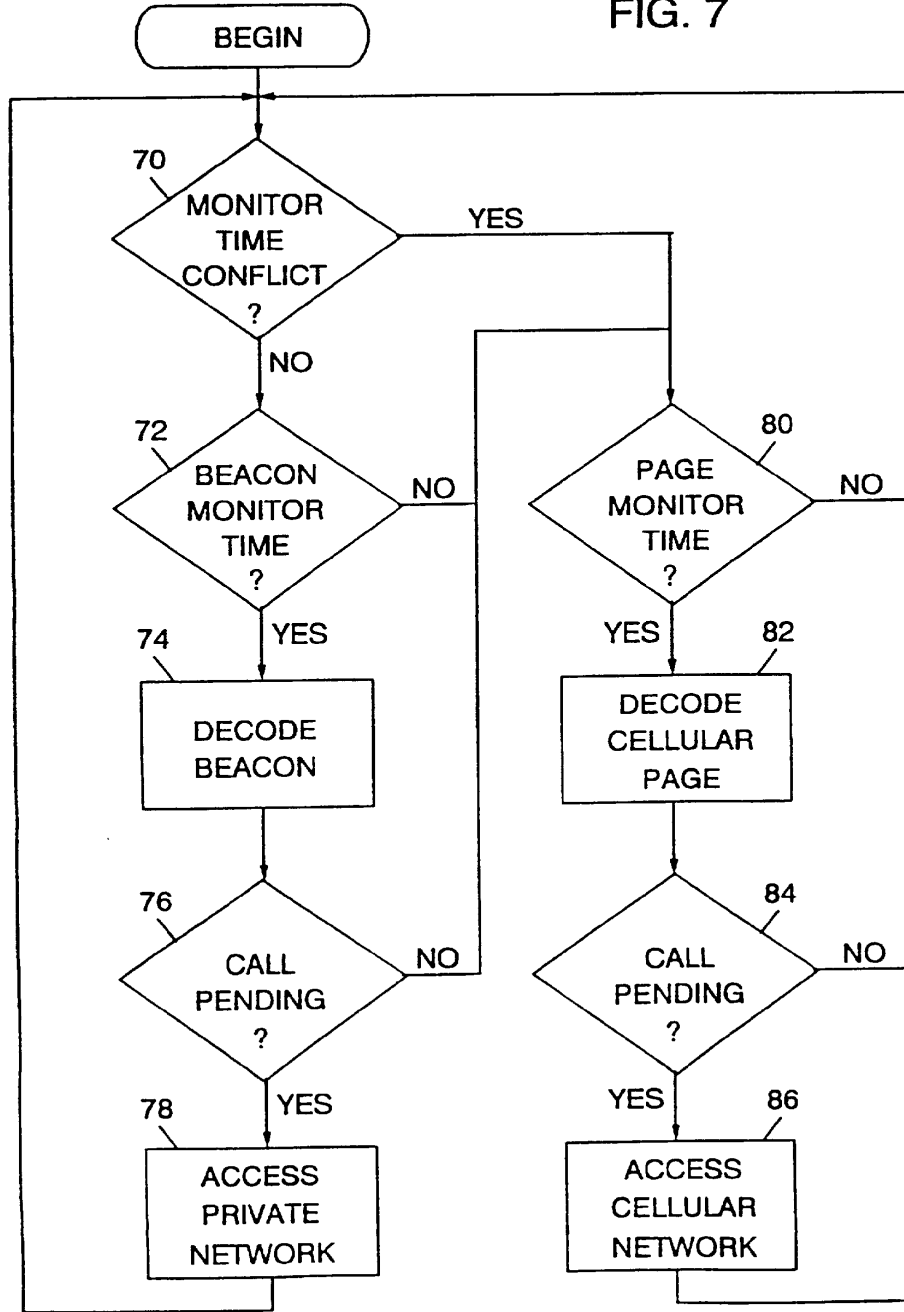 FIG. 7
BEGIN
70
MONITOR
TIME
CONFLICT
?
YES
NO
72
BEACON
MONITOR
TIME
?
NO
YES
74
DECODE
BEACON
76
CALL
PENDING
?
NO
YES
78
ACCESS
PRIVATE
NETWORK
80
PAGE
MONITOR
TIME
?
NO
YES
82
DECODE
CELLULAR
PAGE
84
CALL
PENDING
?
NO
YES
86
ACCESS
CELLULAR
NETWORK